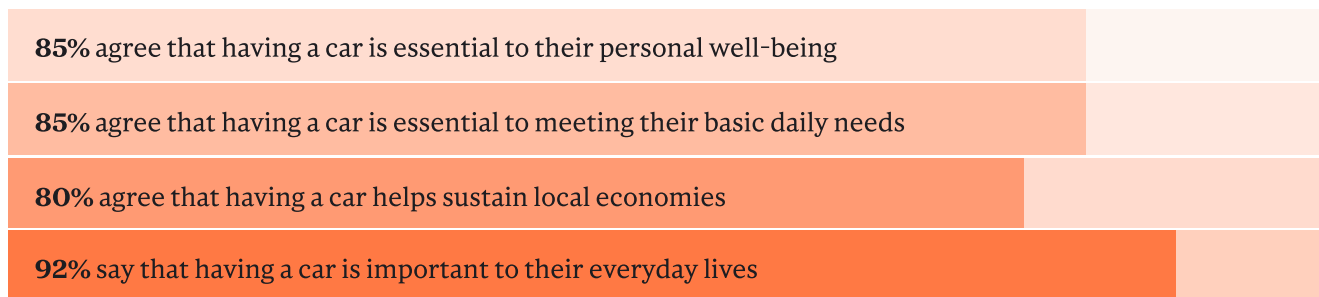 85% agree that having a car is essential to their personal well-being
85% agree that having a car is essential to meeting their basic daily needs
80% agree that having a car helps sustain local economies
92% say that having a car is important to their everyday lives